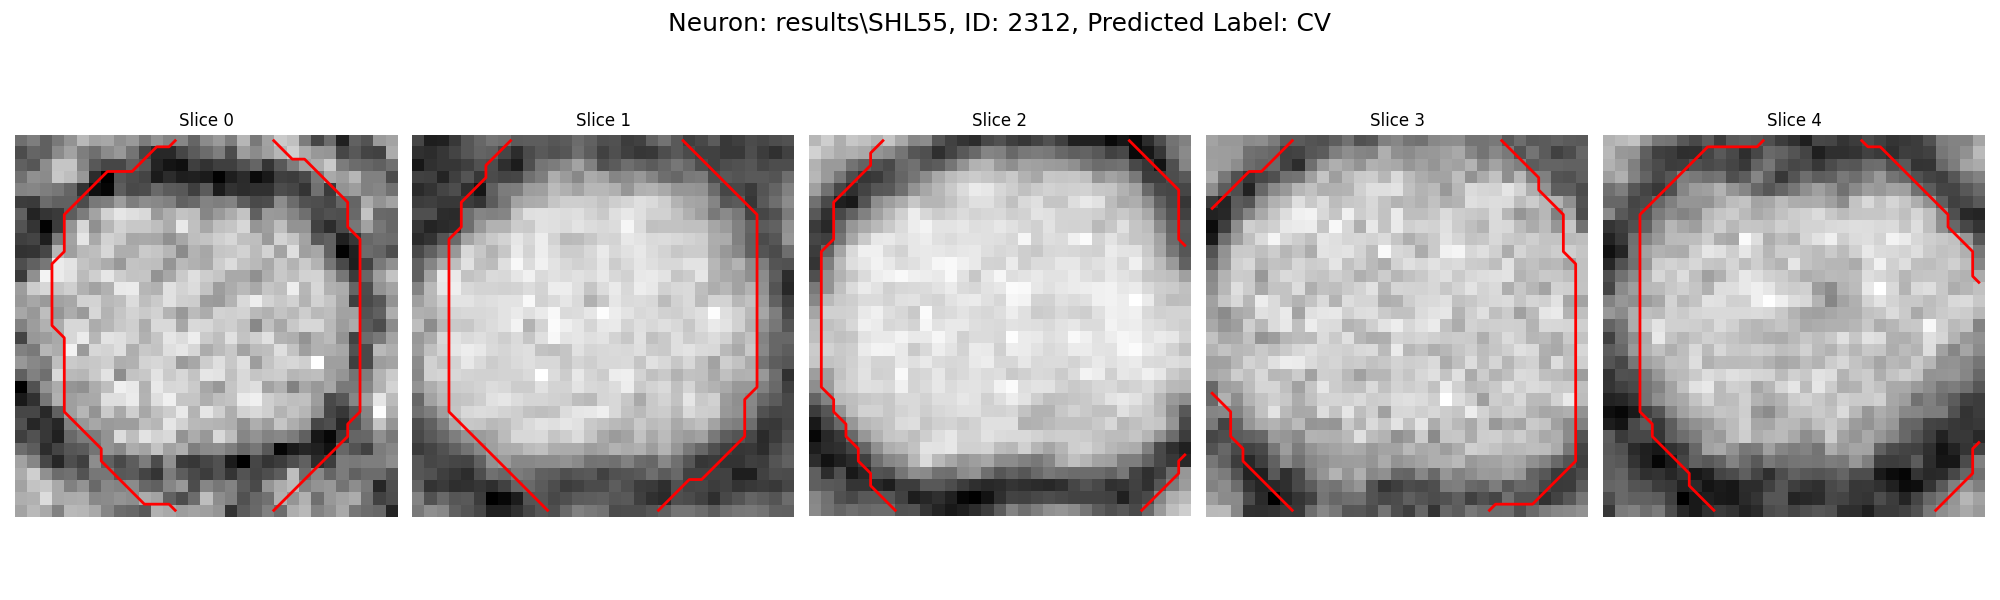 Neuron: results\SHL55, ID: 2312, Predicted Label: CV
Slice 0
Slice 1
Slice 2
Slice 3
Slice 4